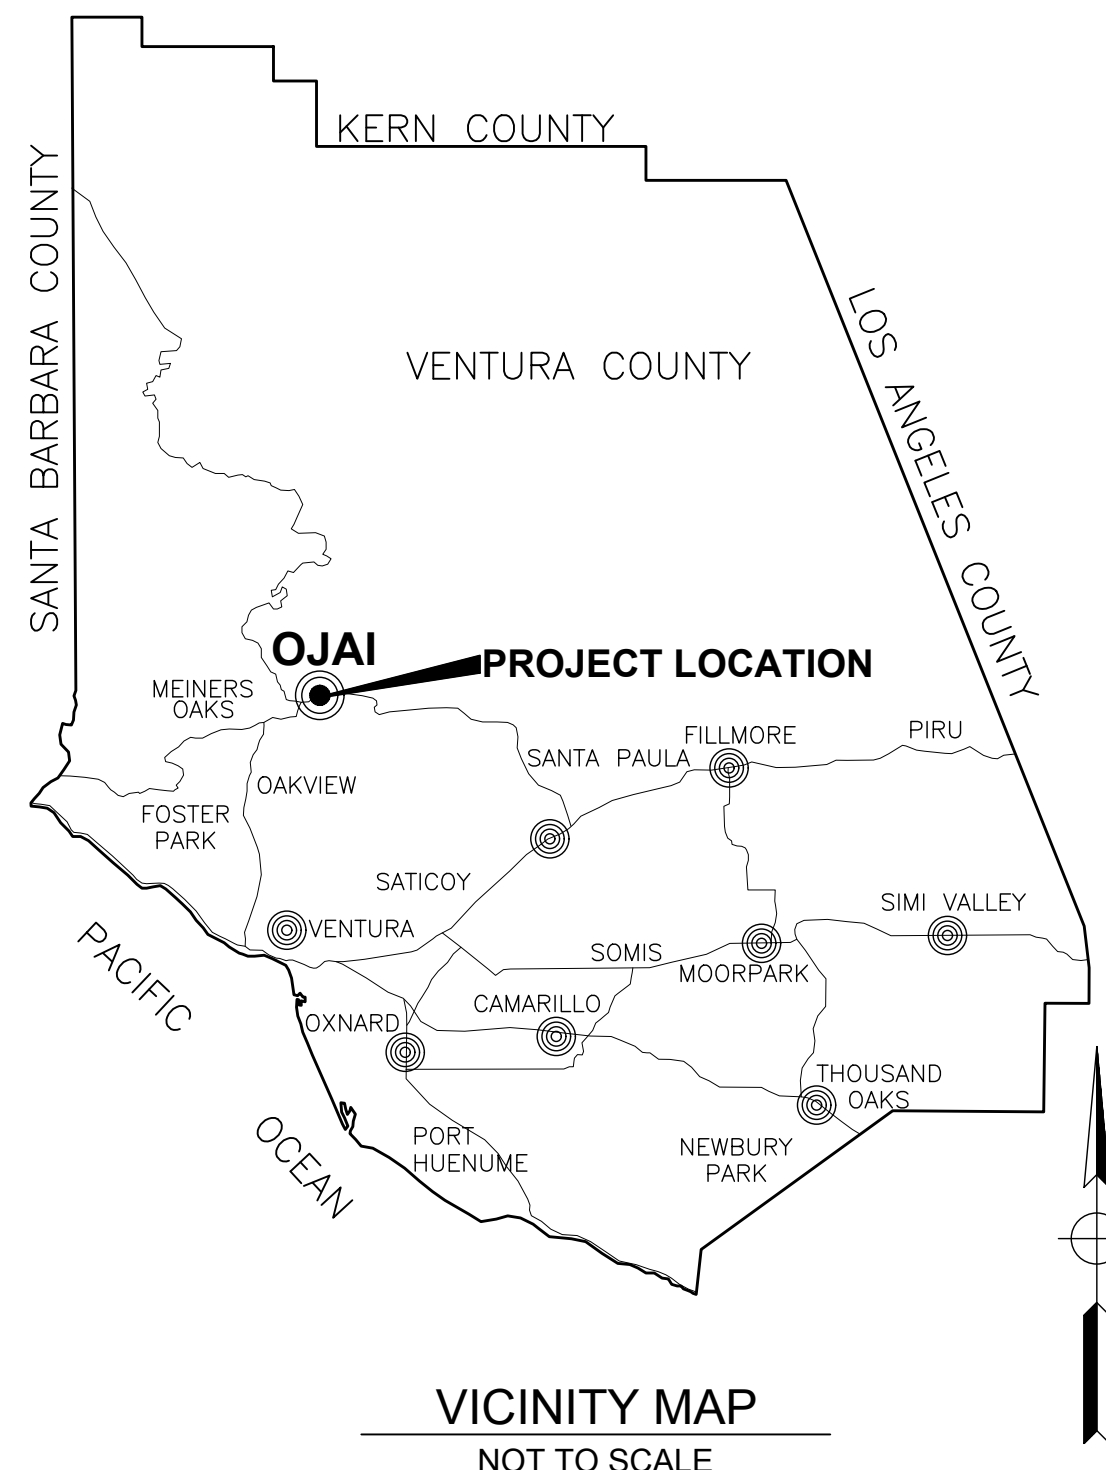 KERN COUNTY
SANTA BARBARA COUNTY
LOS ANGELES COUNTY
VENTURA COUNTY
OJAI
PROJECT LOCATION
MEINERS
OAKS
FILLMORE
PIRU
SANTA PAULA
OAKVIEW
FOSTER
PARK
SATICOY
SIMI VALLEY
VENTURA
SOMIS
MOORPARK
PACIFIC
CAMARILLO
OXNARD
THOUSAND
OAKS
OCEAN
PORT
HUENUME
NEWBURY
PARK
VICINITY MAP
NOT TO SCALE